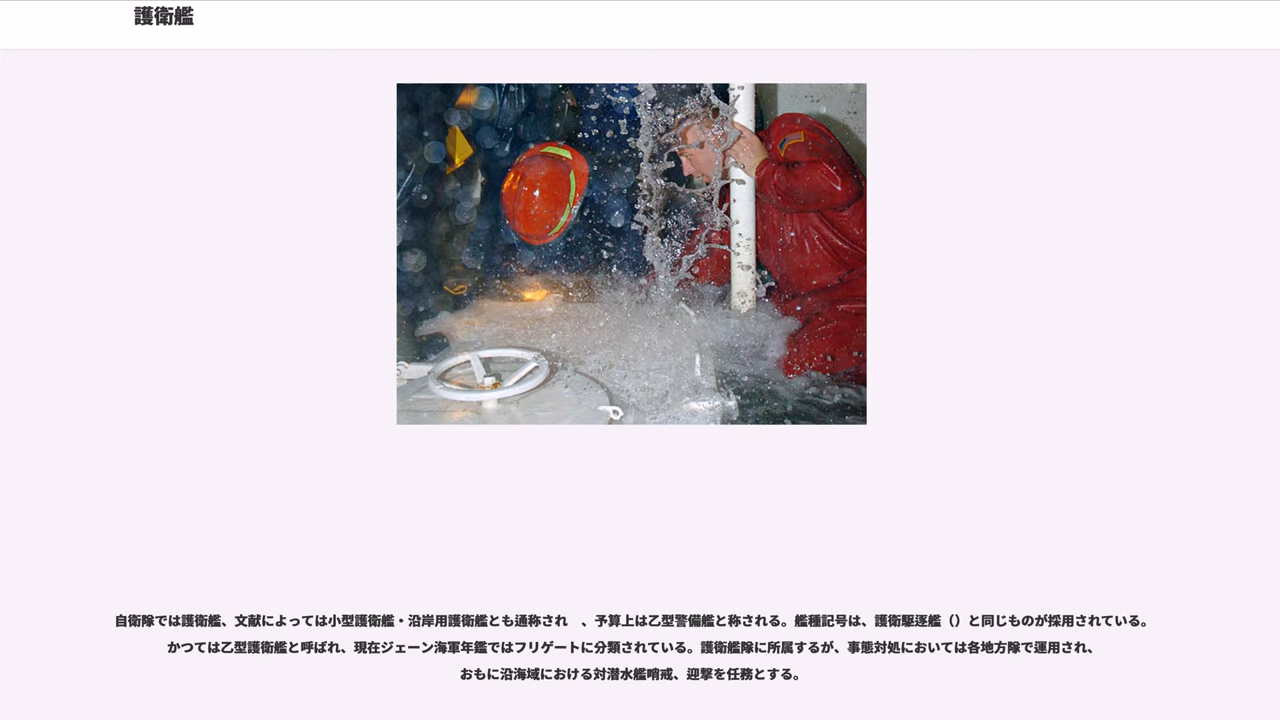 護衛艦
自衛隊では護衛艦、文献によっては小型護衛艦・沿岸用護衛艦とも通称され　、予算上は乙型警備艦と称される。艦種記号は、護衛駆逐艦（）と同じものが採用されている。
かつては乙型護衛艦と呼ばれ、現在ジェーン海軍年鑑ではフリゲートに分類されている。護衛艦隊に所属するが、事態対処においては各地方隊で運用され、
おもに沿海域における対潜水艦哨戒、迎撃を任務とする。